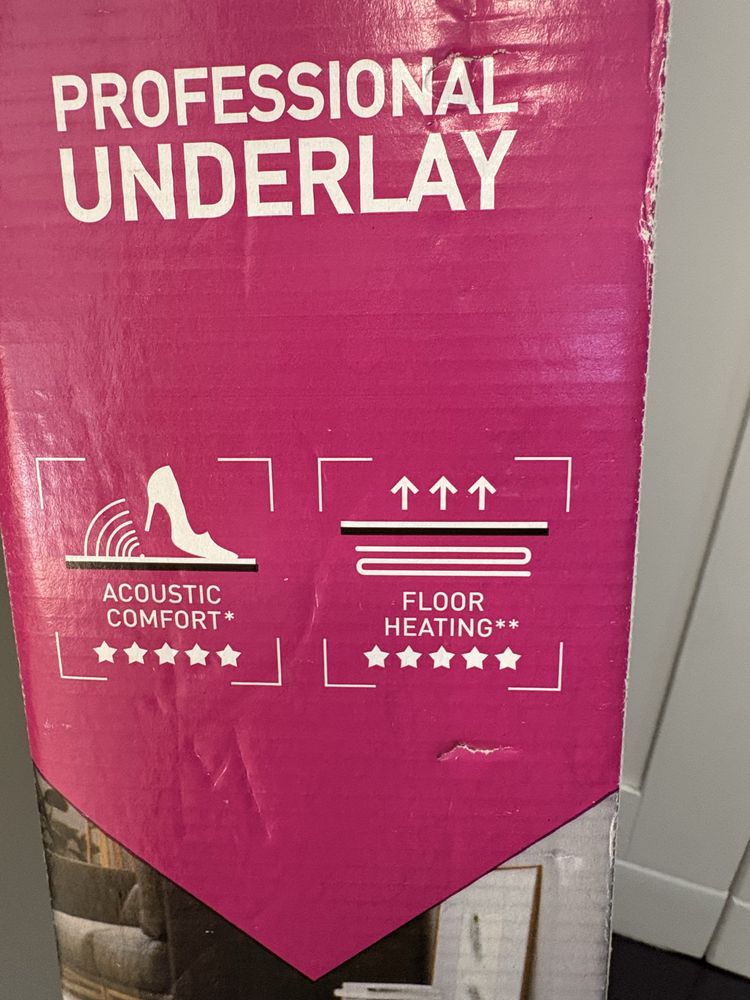 PROFESSIONAL
UNDERLAY
ACOUSTIC
COMFORT*
FLOOR
HEATING**